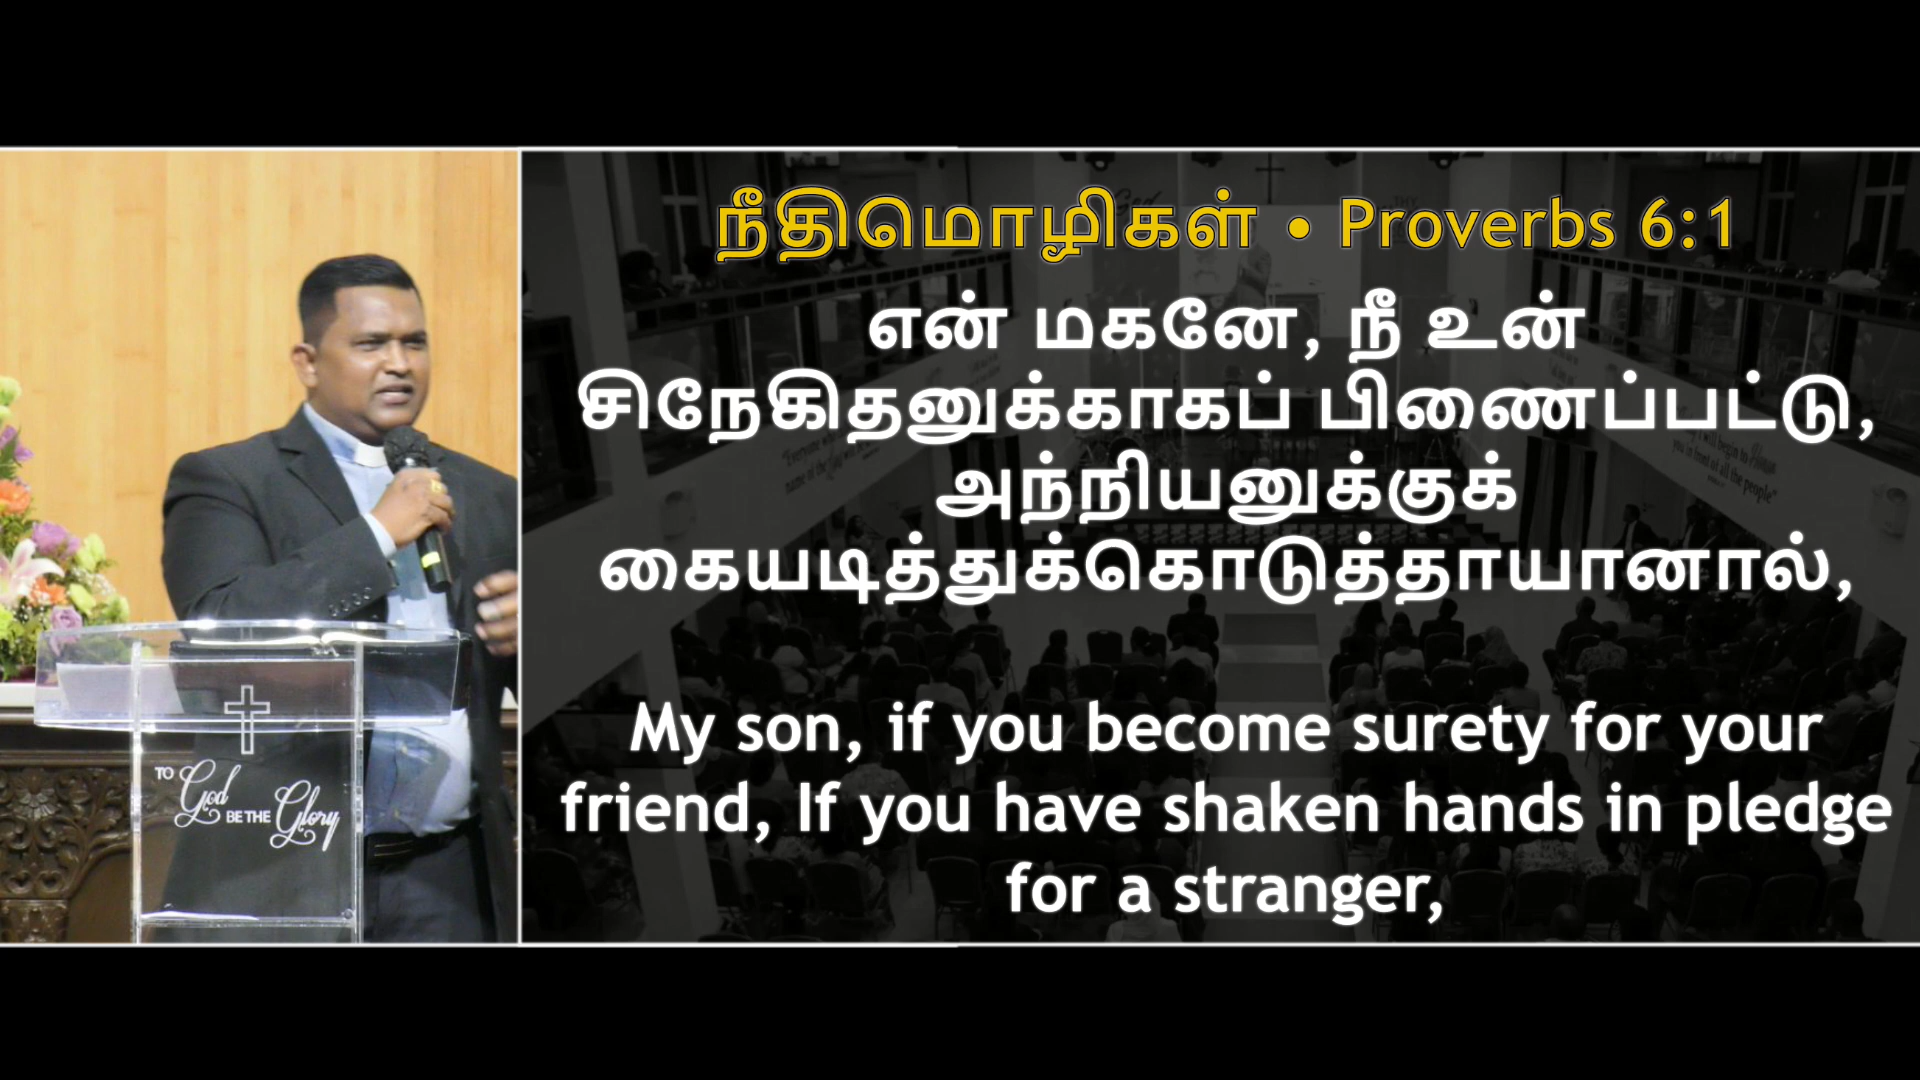 நீதிமொழிகள் • Proverbs 6:1
என் மகனே, நீ உன்
சிநேகிதனுக்காகப் பிணைப்பட்டு,
அந்நியனுக்குக்
கையடித்துக்கொடுத்தாயானால்,
My son, if you become surety for your
friend, If you have shaken hands in pledge
for a stranger,
TO God BE THE Glory